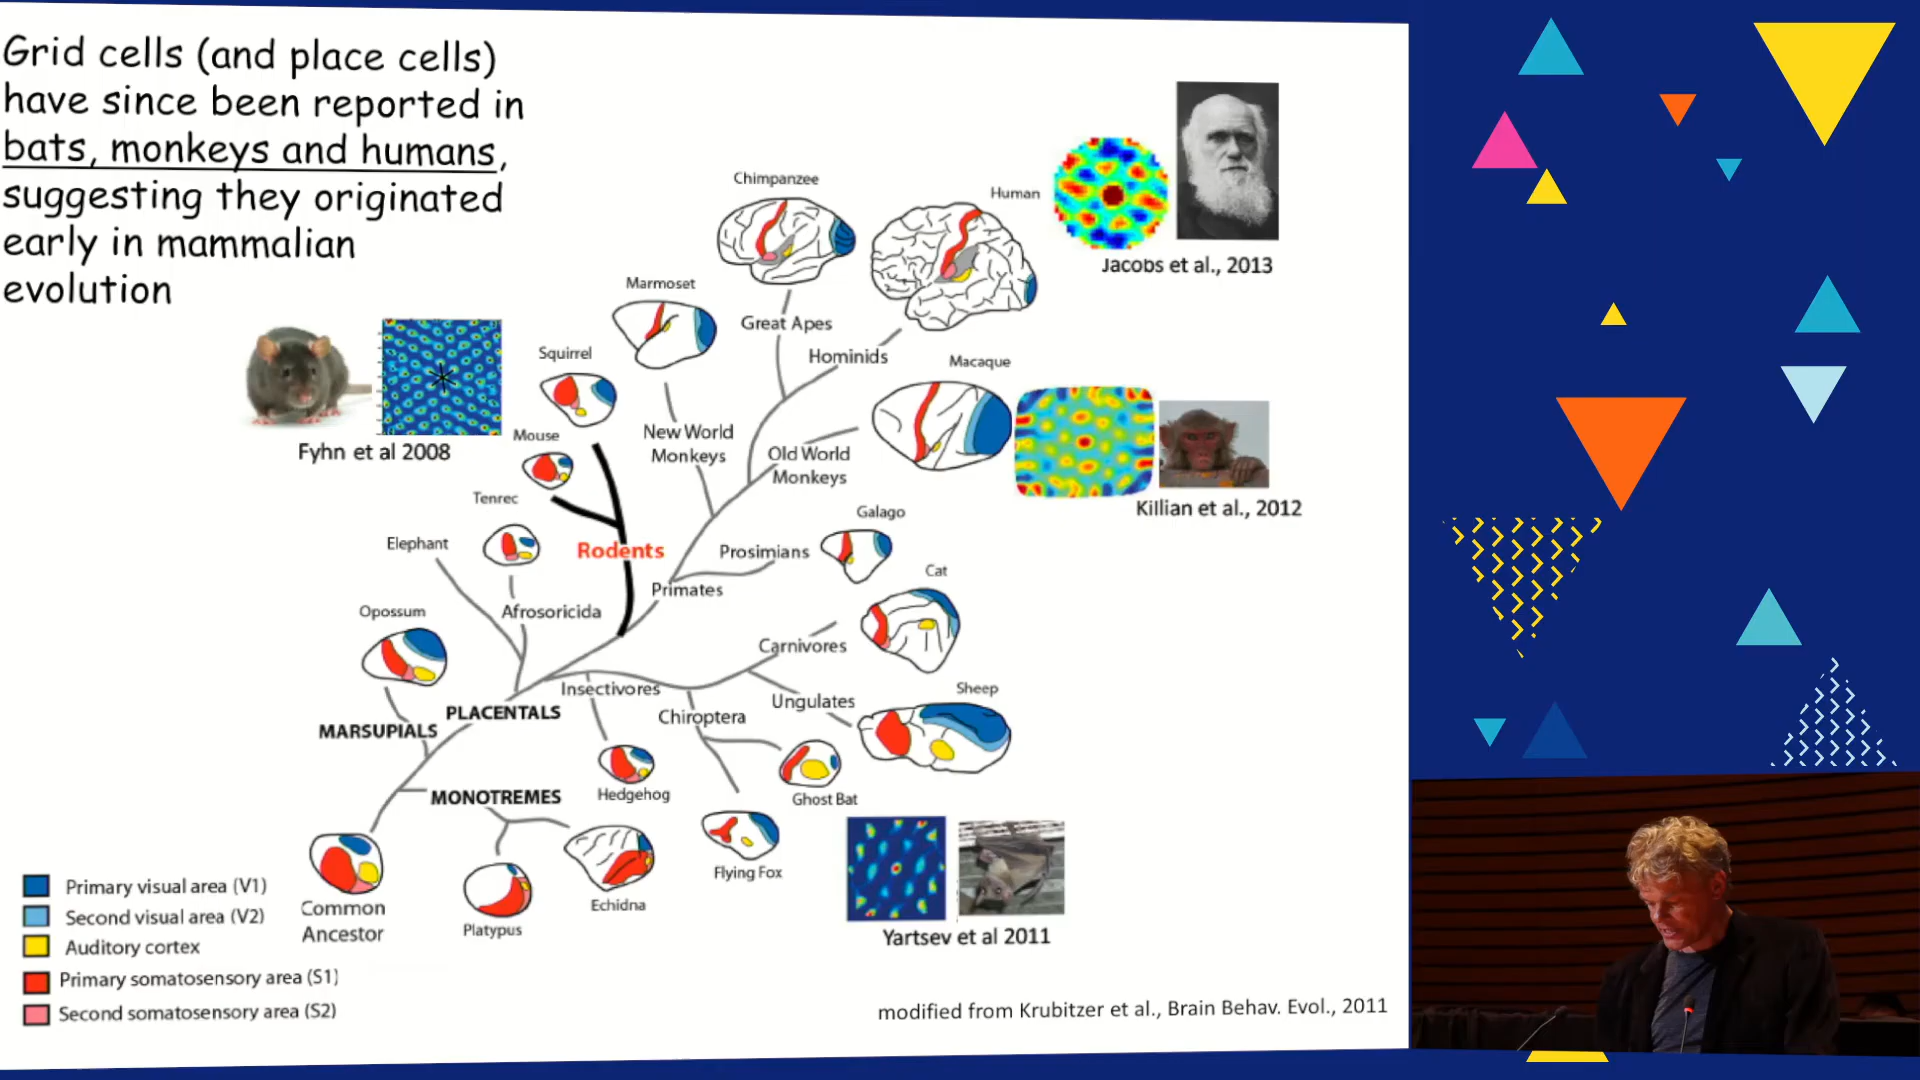 Grid cells (and place cells)
have since been reported in
bats, monkeys and humans,
suggesting they originated
early in mammalian
evolution
Chimpanzee
Human
Jacobs et al., 2013
Marmoset
Great Apes
Hominids
Squirrel
Macaque
Fyhn et al 2008
Mouse
New World
Monkeys
Old World
Monkeys
Killian et al., 2012
Tenrec
Galago
Elephant
Rodents
Prosimians
Cat
Primates
Opossum
Afrosoricida
Carnivores
Insectivores
Sheep
PLACENTALS
Chiroptera
Ungulates
MARSUPIALS
MONOTREMES
Hedgehog
Ghost Bat
Flying Fox
Common
Ancestor
Platypus
Echidna
Yartsev et al 2011
Primary visual area (V1)
Second visual area (V2)
Auditory cortex
Primary somatosensory area (S1)
Second somatosensory area (S2)
modified from Krubitzer et al., Brain Behav. Evol., 2011